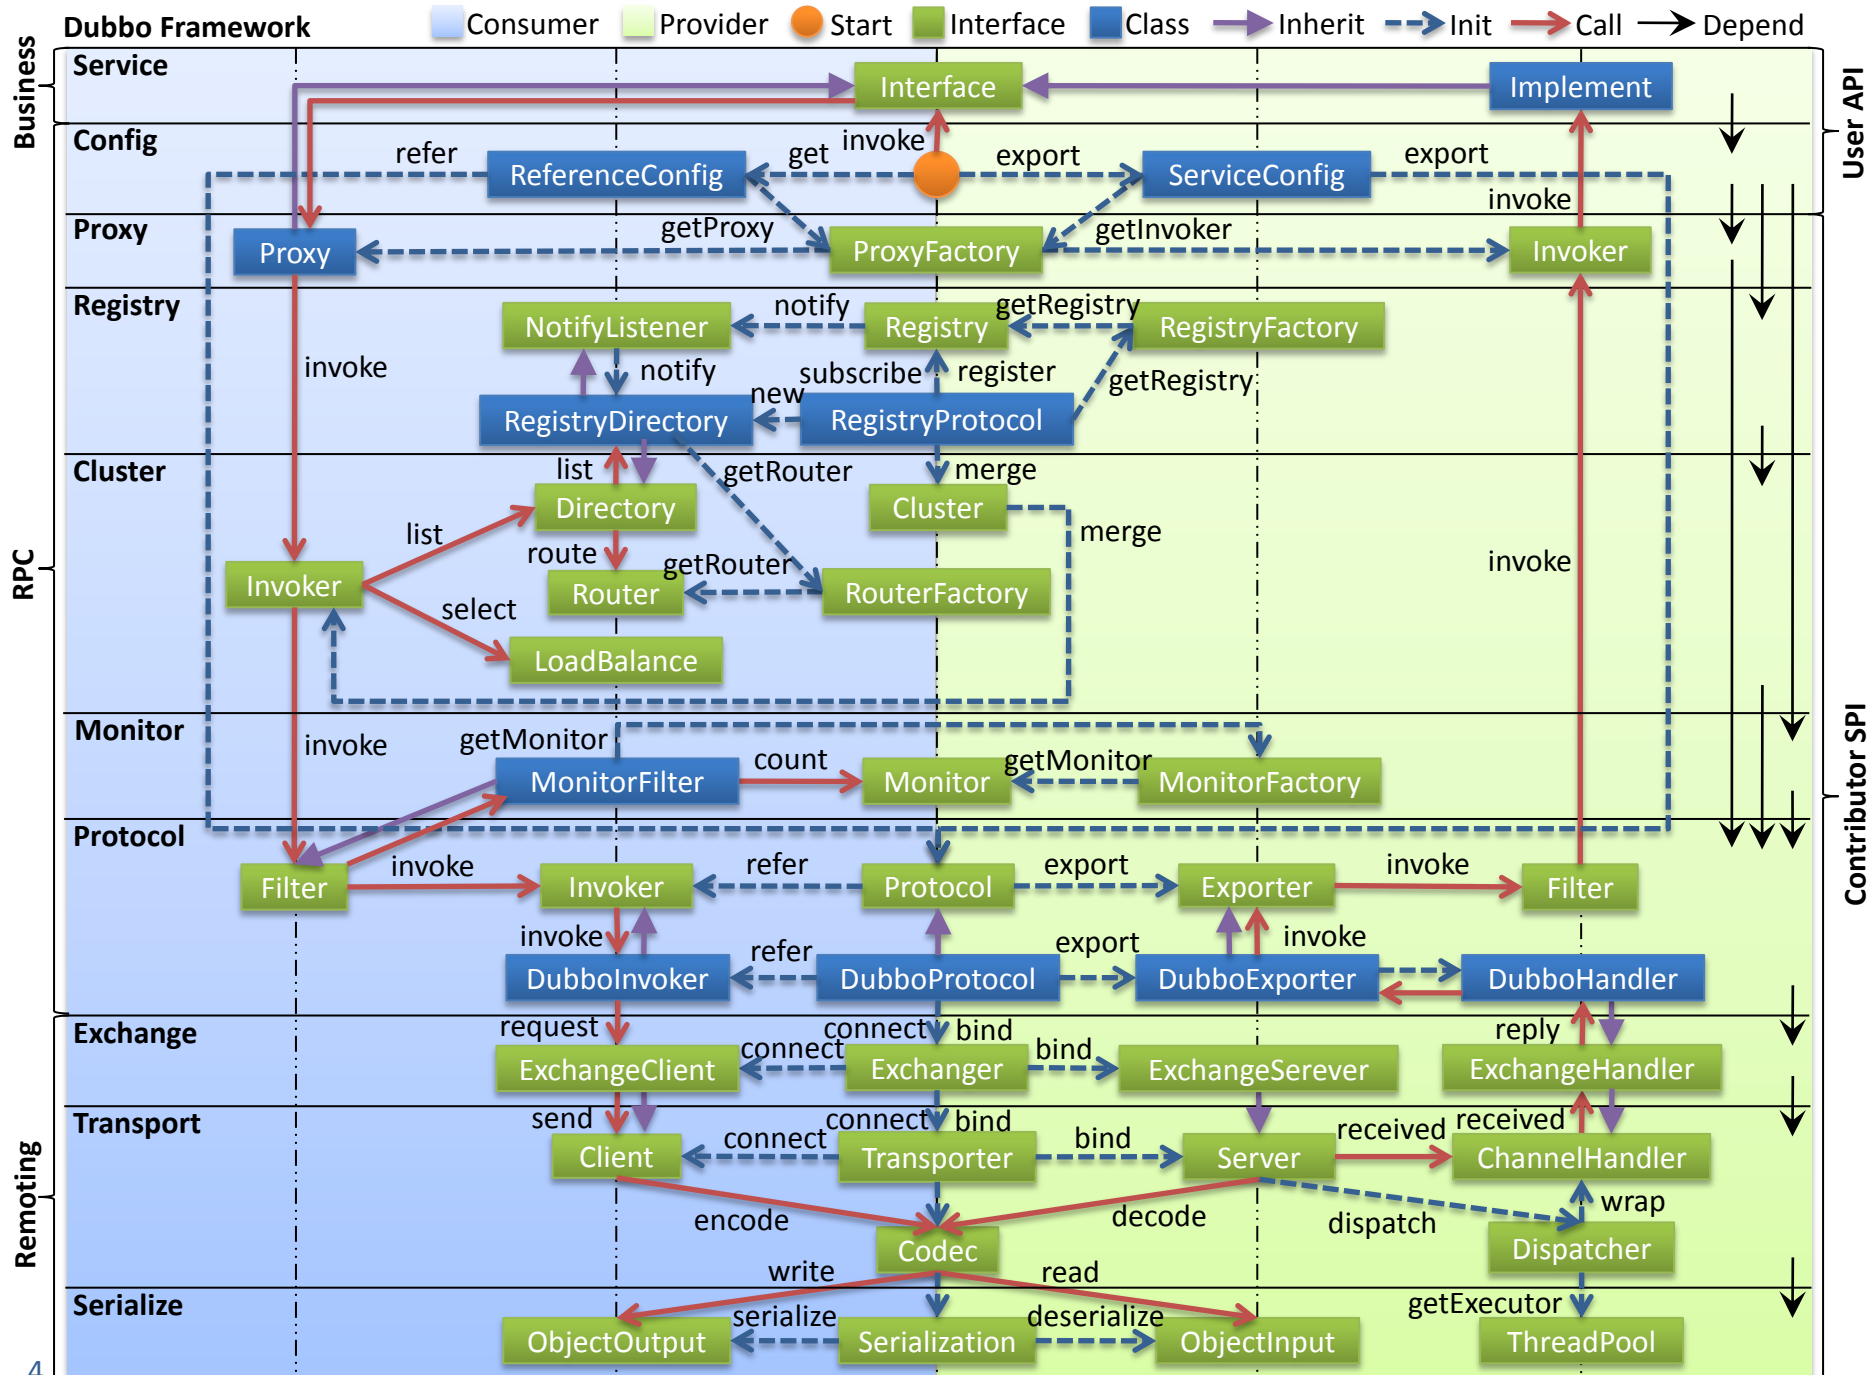 Dubbo Framework
Consumer
Provider
Start
Interface
Class
Inherit
Init
Call
Depend
Business
RPC
Remoting
User API
Contributor SPI
Service
Interface
Implement
Config
refer
ReferenceConfig
get
invoke
export
ServiceConfig
export
invoke
Proxy
Proxy
getProxy
ProxyFactory
getInvoker
Invoker
Registry
NotifyListener
notify
Registry
getRegistry
RegistryFactory
invoke
notify
subscribe
register
getRegistry
RegistryDirectory
new
RegistryProtocol
Cluster
list
getRouter
merge
Directory
Cluster
list
merge
route
getRouter
invoke
Invoker
Router
RouterFactory
select
LoadBalance
Monitor
invoke
getMonitor
count
getMonitor
MonitorFilter
Monitor
MonitorFactory
Protocol
Filter
invoke
Invoker
refer
Protocol
export
Exporter
invoke
Filter
invoke
refer
export
invoke
DubboInvoker
DubboProtocol
DubboExporter
DubboHandler
Exchange
request
connect
bind
reply
connect
bind
ExchangeClient
Exchanger
ExchangeSerever
ExchangeHandler
Transport
send
connect
bind
received
connect
bind
received
Client
Transporter
Server
ChannelHandler
encode
decode
dispatch
wrap
Codec
Dispatcher
write
read
Serialize
serialize
deserialize
getExecutor
ObjectOutput
Serialization
ObjectInput
ThreadPool
4